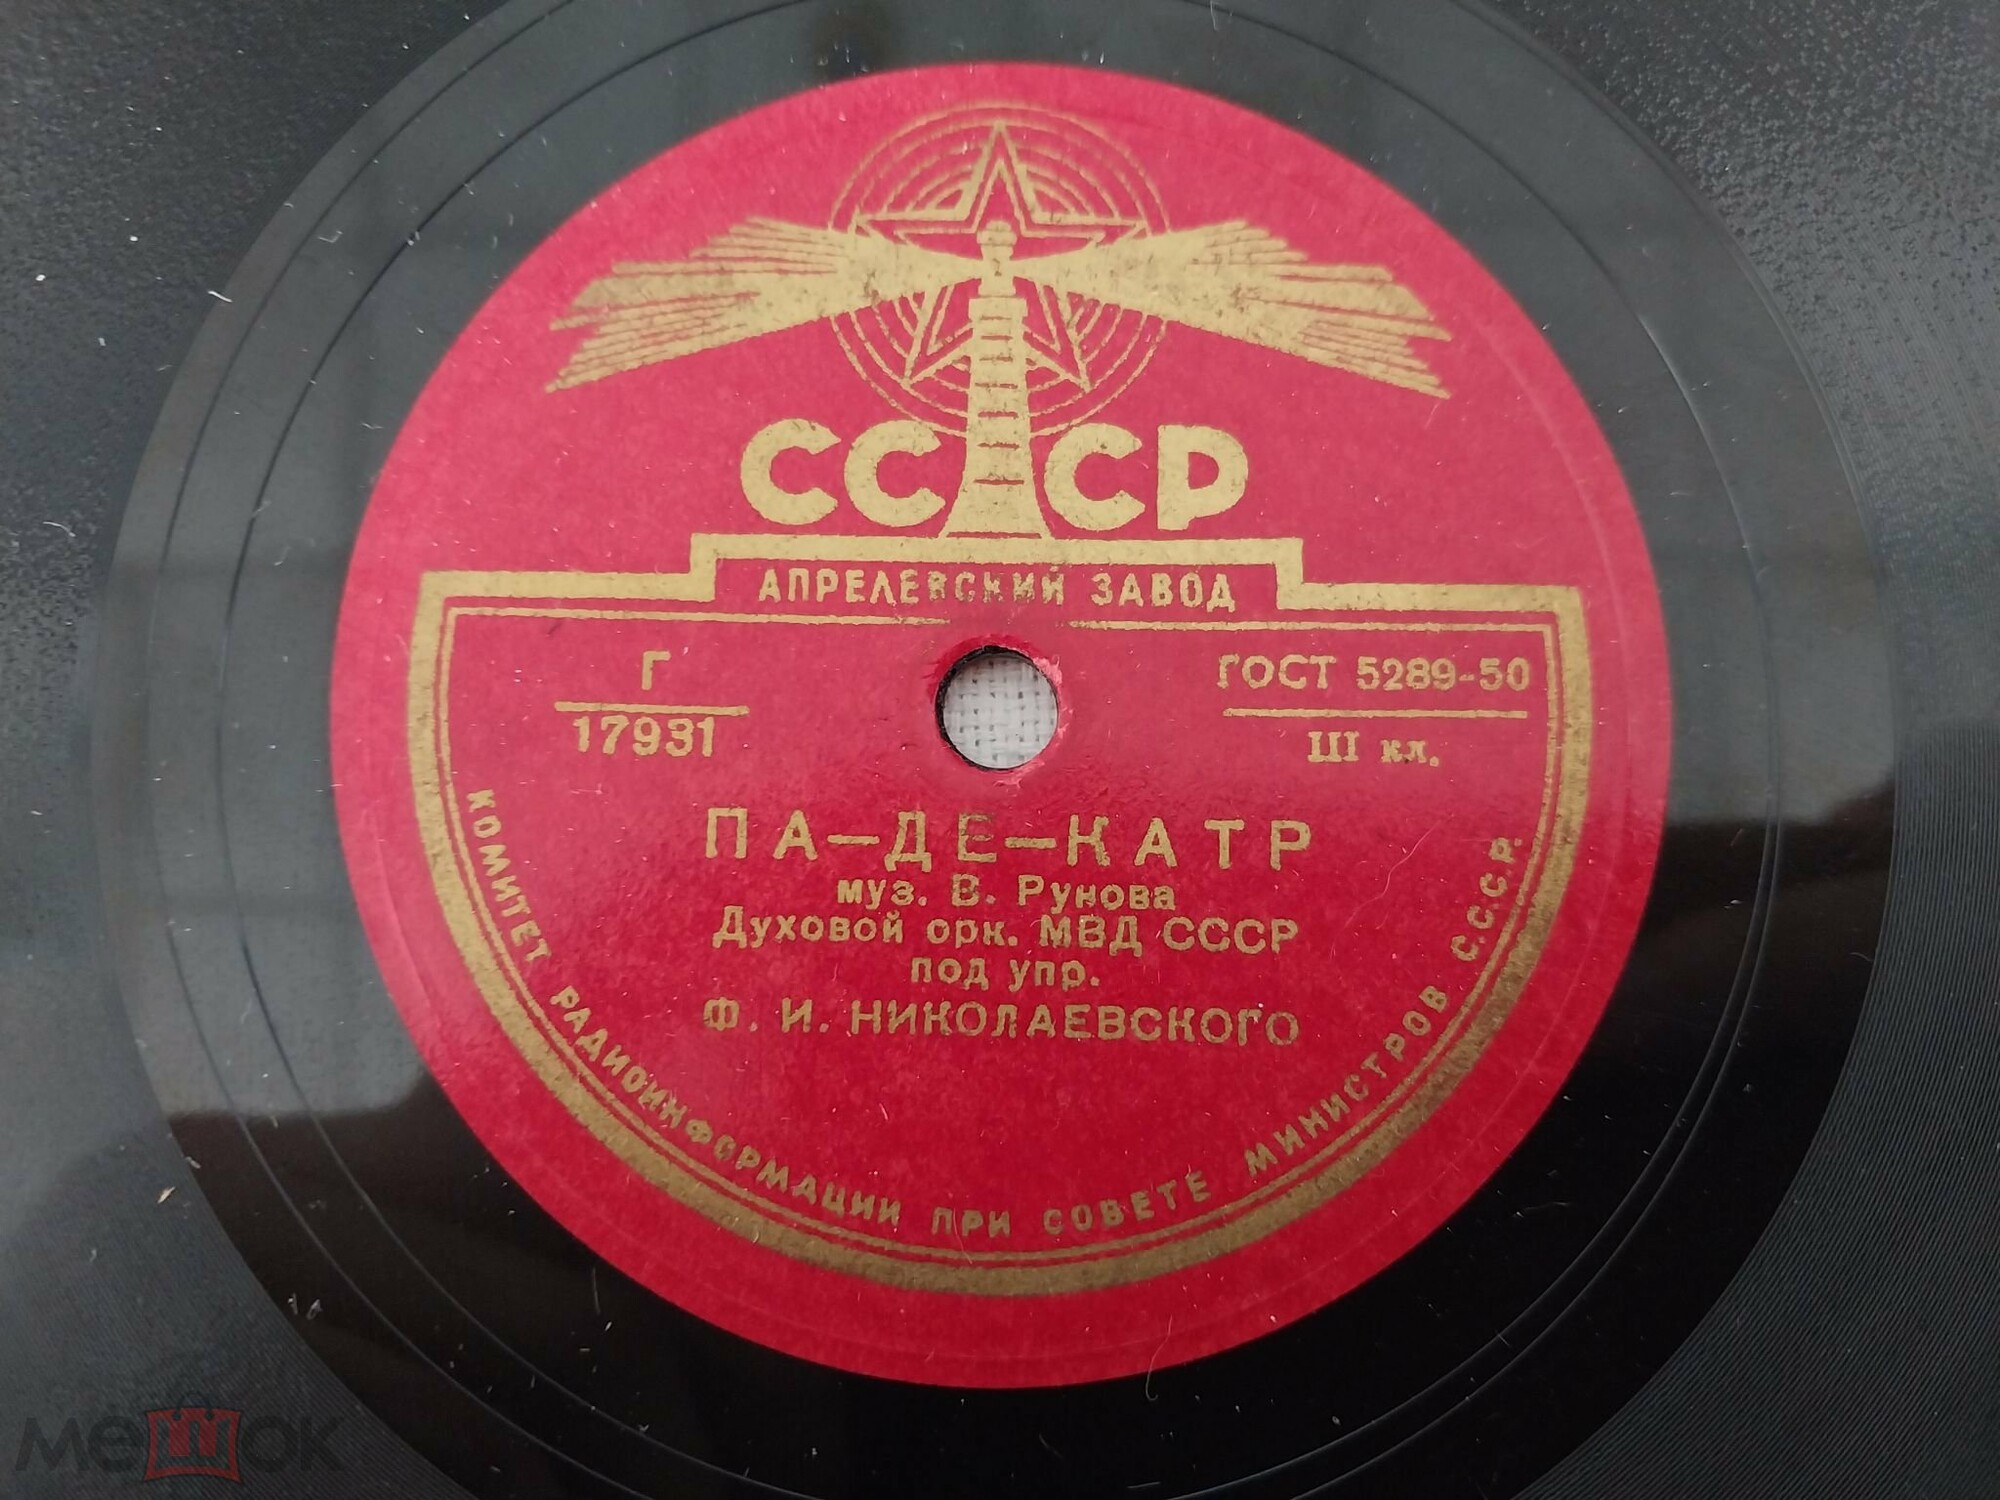 СССР
АПРЕЛЕВСКИЙ ЗАВОД
Г
17931
ГОСТ 5289-50
III кл.
ПА-ДЕ-КАТР
муз. В. Рунова
Духовой орк. МВД СССР
под упр.
Ф. И. НИКОЛАЕВСКОГО
КОМИТЕТ РАДИОИНФОРМАЦИИ ПРИ СОВЕТЕ МИНИСТРОВ С.С.С.Р.
мешок